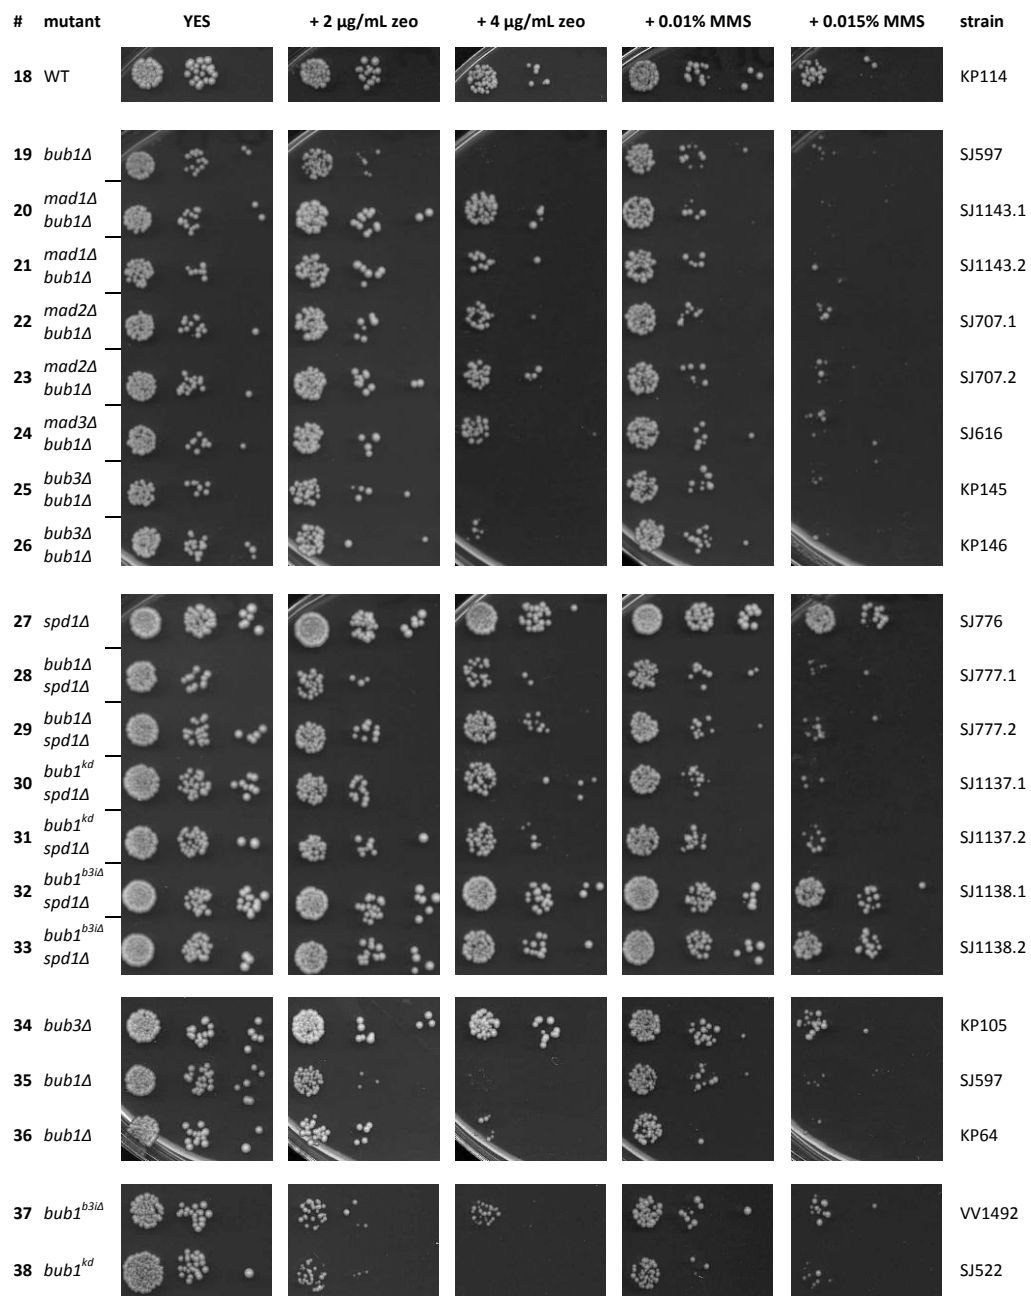 # mutant YES + 2 µg/mL zeo + 4 µg/mL zeo + 0.01% MMS + 0.015% MMS strain
18 WT KP114
19 bub1Δ SJ597
20 mad1Δ bub1Δ SJ1143.1
21 mad1Δ bub1Δ SJ1143.2
22 mad2Δ bub1Δ SJ707.1
23 mad2Δ bub1Δ SJ707.2
24 mad3Δ bub1Δ SJ616
25 bub3Δ bub1Δ KP145
26 bub3Δ bub1Δ KP146
27 spd1Δ SJ776
28 bub1Δ spd1Δ SJ777.1
29 bub1Δ spd1Δ SJ777.2
30 bub1kd spd1Δ SJ1137.1
31 bub1kd spd1Δ SJ1137.2
32 bub1b3iΔ spd1Δ SJ1138.1
33 bub1b3iΔ spd1Δ SJ1138.2
34 bub3Δ KP105
35 bub1Δ SJ597
36 bub1Δ KP64
37 bub1b3iΔ VV1492
38 bub1kd SJ522